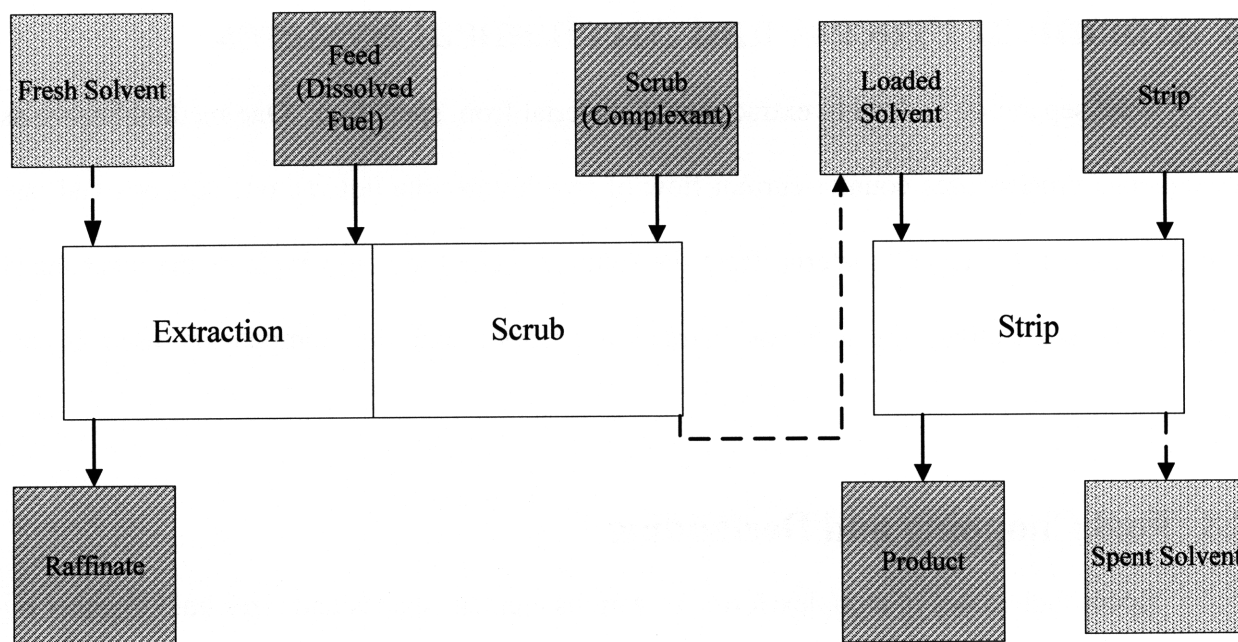 Fresh Solvent
Feed
(Dissolved
Fuel)
Scrub
(Complexant)
Loaded
Solvent
Strip
Extraction
Scrub
Strip
Raffinate
Product
Spent Solvent